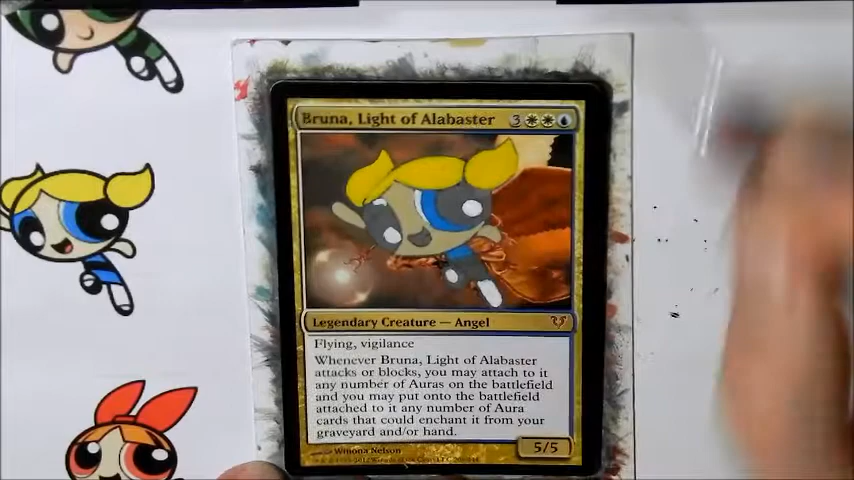 Bruna, Light of Alabaster 3
Legendary Creature — Angel
Flying, vigilance
Whenever Bruna, Light of Alabaster
attacks or blocks, you may attach to it
any number of Auras on the battlefield
and you may put onto the battlefield
attached to it any number of Aura
cards that could enchant it from your
graveyard and/or hand.
Winona Nelson
5/5